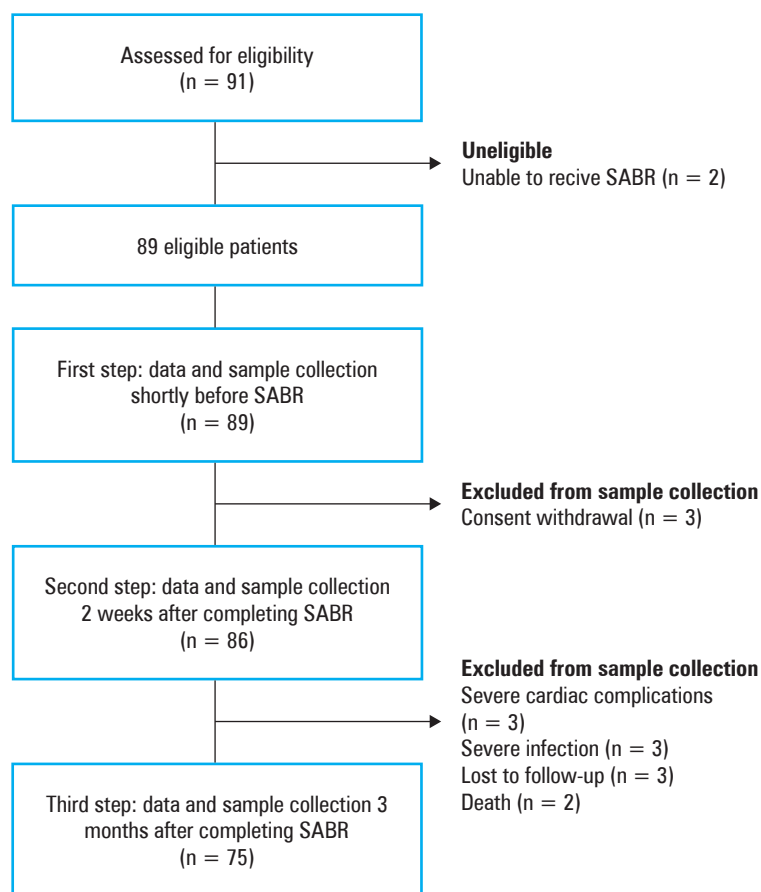 Assessed for eligibility
(n = 91)
Uneligible
Unable to recive SABR (n = 2)
89 eligible patients
First step: data and sample collection
shortly before SABR
(n = 89)
Excluded from sample collection
Consent withdrawal (n = 3)
Second step: data and sample collection
2 weeks after completing SABR
(n = 86)
Excluded from sample collection
Severe cardiac complications
(n = 3)
Severe infection (n = 3)
Lost to follow-up (n = 3)
Death (n = 2)
Third step: data and sample collection 3
months after completing SABR
(n = 75)